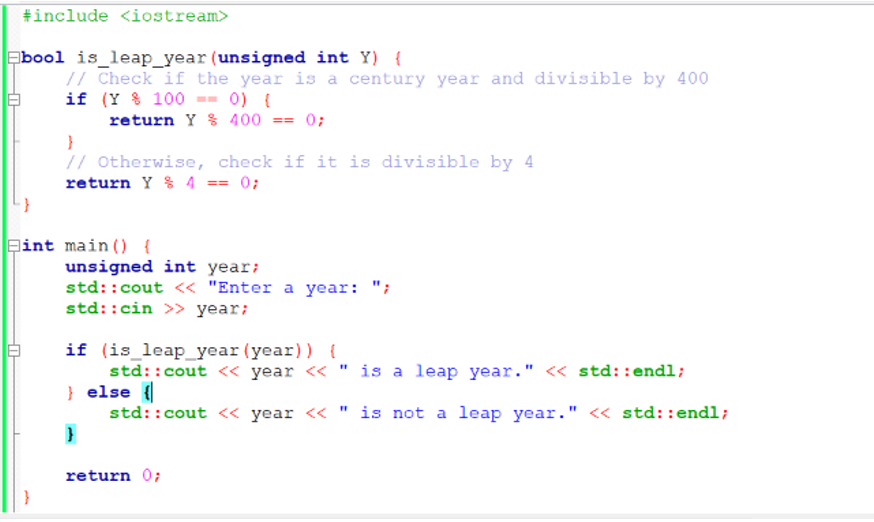 #include <iostream>

bool is_leap_year(unsigned int Y) {
    // Check if the year is a century year and divisible by 400
    if (Y % 100 == 0) {
        return Y % 400 == 0;
    }
    // Otherwise, check if it is divisible by 4
    return Y % 4 == 0;
}

int main() {
    unsigned int year;
    std::cout << "Enter a year: ";
    std::cin >> year;

    if (is_leap_year(year)) {
        std::cout << year << " is a leap year." << std::endl;
    } else {
        std::cout << year << " is not a leap year." << std::endl;
    }

    return 0;
}